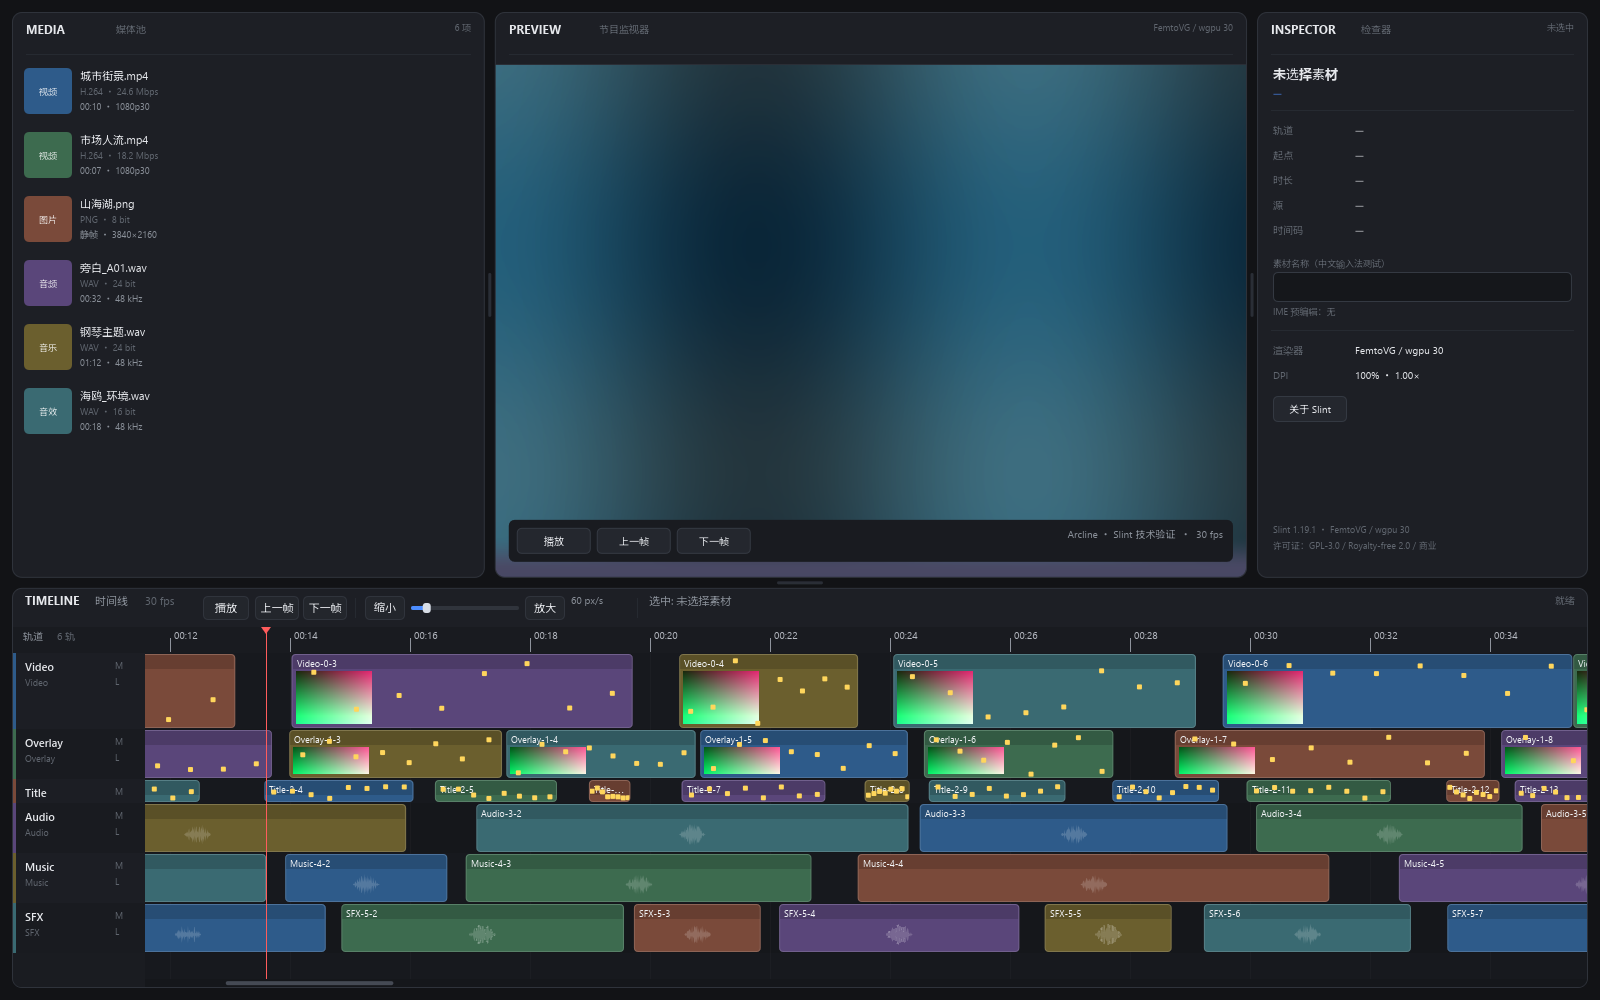 MEDIA 媒体池 6 项
视频 城市街景.mp4
H.264 • 24.6 Mbps
00:10 • 1080p30
视频 市场人流.mp4
H.264 • 18.2 Mbps
00:07 • 1080p30
图片 山海湖.png
PNG • 8 bit
静帧 • 3840×2160
音频 旁白_A01.wav
WAV • 24 bit
00:32 • 48 kHz
音乐 钢琴主题.wav
WAV • 24 bit
01:12 • 48 kHz
音效 海鸥_环境.wav
WAV • 16 bit
00:18 • 48 kHz
PREVIEW 节目监视器 FemtoVG / wgpu 30
播放 上一帧 下一帧 Arcline • Slint 技术验证 • 30 fps
INSPECTOR 检查器 未选中
未选择素材
—
轨道 —
起点 —
时长 —
源 —
时间码 —
素材名称（中文输入法测试）
IME 预编辑：无
渲染器 FemtoVG / wgpu 30
DPI 100% • 1.00×
关于 Slint
Slint 1.19.1 • FemtoVG / wgpu 30
许可证：GPL-3.0 / Royalty-free 2.0 / 商业
TIMELINE 时间线 30 fps 播放 上一帧 下一帧 缩小 放大 60 px/s 选中: 未选择素材 就绪
轨道 6 轨 00:12 00:14 00:16 00:18 00:20 00:22 00:24 00:26 00:28 00:30 00:32 00:34
Video M
Video L
Video-0-3 Video-0-4 Video-0-5 Video-0-6
Overlay M
Overlay L
Overlay-1-3 Overlay-1-4 Overlay-1-5 Overlay-1-6 Overlay-1-7 Overlay-1-8
Title M
Title-2-4 Title-2-5 Title-2-7 Title-2-9 Title-2-10 Title-2-11 Title-2-12 Title-2-13
Audio M
Audio L
Audio-3-2 Audio-3-3 Audio-3-4 Audio-3-5
Music M
Music L
Music-4-2 Music-4-3 Music-4-4 Music-4-5
SFX M
SFX L
SFX-5-2 SFX-5-3 SFX-5-4 SFX-5-5 SFX-5-6 SFX-5-7